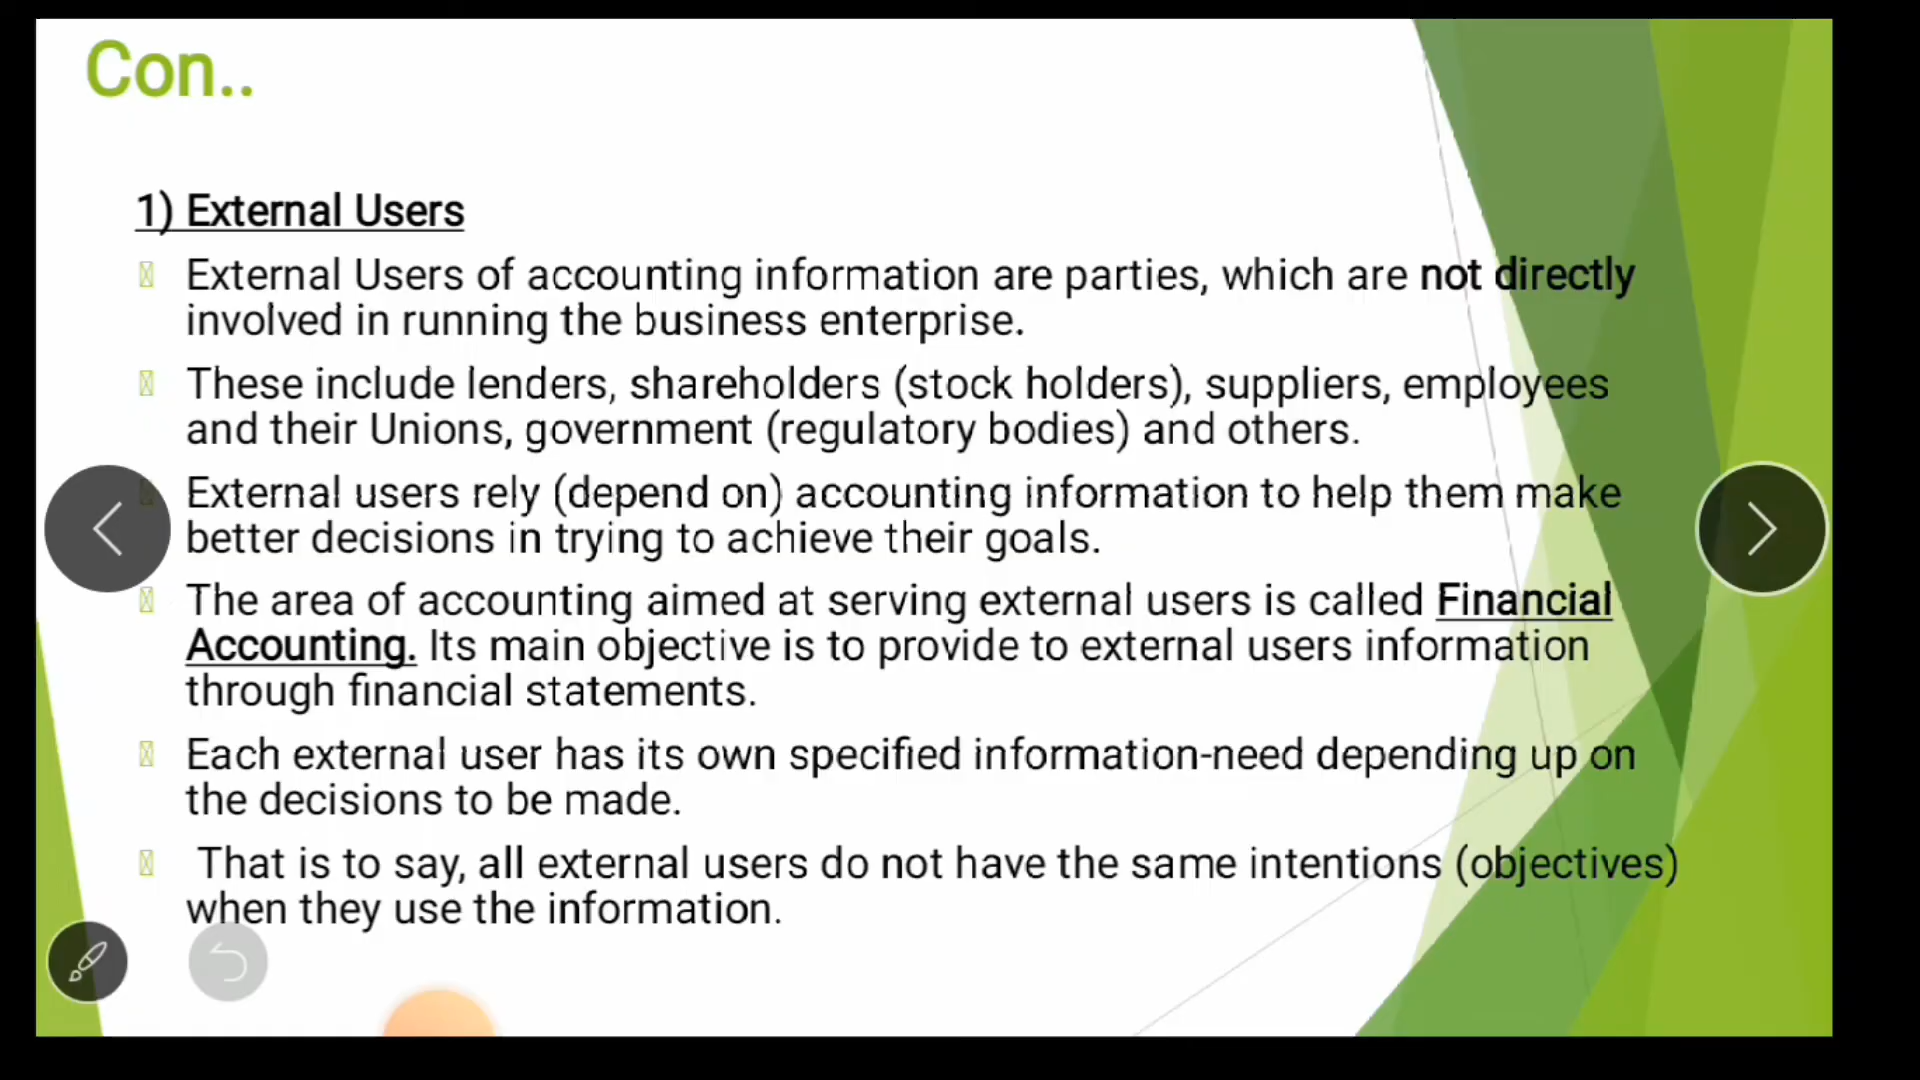 Con..
1) External Users
External Users of accounting information are parties, which are not directly
involved in running the business enterprise.
These include lenders, shareholders (stock holders), suppliers, employees
and their Unions, government (regulatory bodies) and others.
External users rely (depend on) accounting information to help them make
better decisions in trying to achieve their goals.
The area of accounting aimed at serving external users is called Financial
Accounting. Its main objective is to provide to external users information
through financial statements.
Each external user has its own specified information-need depending up on
the decisions to be made.
That is to say, all external users do not have the same intentions (objectives)
when they use the information.